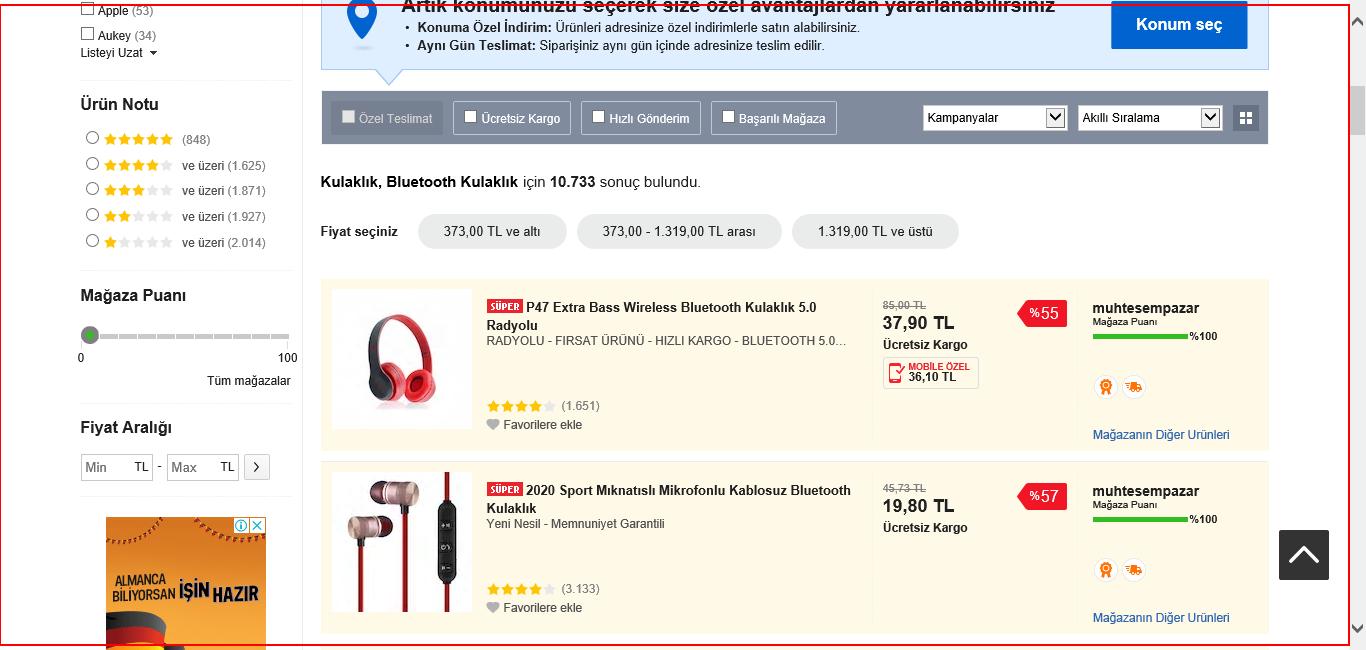 Apple (53)
Aukey (34)
Listeyi Uzat
Ürün Notu
(848)
ve üzeri (1.625)
ve üzeri (1.871)
ve üzeri (1.927)
ve üzeri (2.014)
Mağaza Puanı
0 100
Tüm mağazalar
Fiyat Aralığı
Min TL - Max TL
ALMANCA
BİLİYORSAN İŞİN HAZIR
Artık konumunuzu seçerek size özel avantajlardan yararlanabilirsiniz
• Konuma Özel İndirim: Ürünleri adresinize özel indirimlerle satın alabilirsiniz.
• Aynı Gün Teslimat: Siparişiniz aynı gün içinde adresinize teslim edilir.
Konum seç
Özel Teslimat Ücretsiz Kargo Hızlı Gönderim Başarılı Mağaza Kampanyalar Akıllı Sıralama
Kulaklık, Bluetooth Kulaklık için 10.733 sonuç bulundu.
Fiyat seçiniz 373,00 TL ve altı 373,00 - 1.319,00 TL arası 1.319,00 TL ve üstü
SÜPER P47 Extra Bass Wireless Bluetooth Kulaklık 5.0
Radyolu
RADYOLU - FIRSAT ÜRÜNÜ - HIZLI KARGO - BLUETOOTH 5.0...
(1.651)
Favorilere ekle
85,00 TL
37,90 TL
Ücretsiz Kargo
MOBİLE ÖZEL
36,10 TL
%55
muhtesempazar
Mağaza Puanı
%100
Mağazanın Diğer Ürünleri
SÜPER 2020 Sport Mıknatıslı Mikrofonlu Kablosuz Bluetooth
Kulaklık
Yeni Nesil - Memnuniyet Garantili
(3.133)
Favorilere ekle
45,73 TL
19,80 TL
Ücretsiz Kargo
%57
muhtesempazar
Mağaza Puanı
%100
Mağazanın Diğer Ürünleri